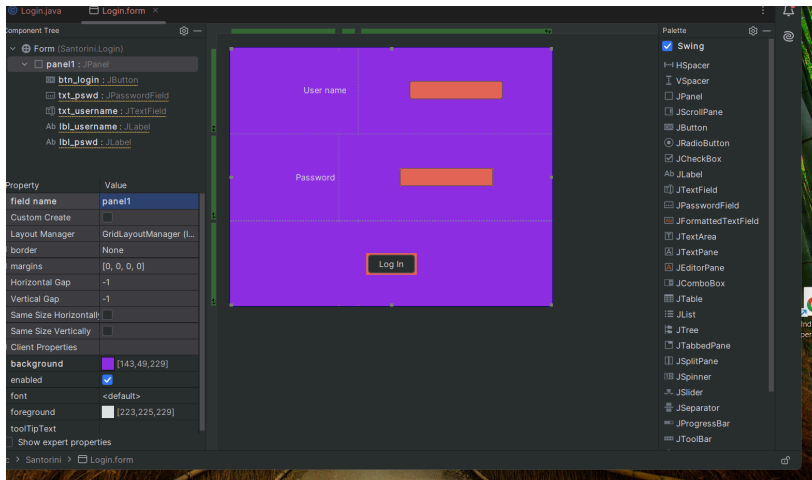 Login.java
Login.form
Component Tree
Form (Santorini.Login)
panel1 : JPanel
btn_login : JButton
txt_pswd : JPasswordField
txt_username : JTextField
Ab lbl_username : JLabel
Ab lbl_pswd : JLabel
Property Value
field name panel1
Custom Create
Layout Manager GridLayoutManager (I...
border None
margins [0, 0, 0, 0]
Horizontal Gap -1
Vertical Gap -1
Same Size Horizontally
Same Size Vertically
Client Properties
background [143,49,229]
enabled
font <default>
foreground [223,225,229]
toolTipText
Show expert properties
c > Santorini > Login.form
User name
Password
Log In
Palette
Swing
HSpacer
VSpacer
JPanel
JScrollPane
JButton
JRadioButton
JCheckBox
Ab JLabel
JTextField
JPasswordField
JFormattedTextField
JTextArea
JTextPane
JEditorPane
JComboBox
JTable
JList
JTree
JTabbedPane
JSplitPane
JSpinner
JSlider
JSeparator
JProgressBar
JToolBar